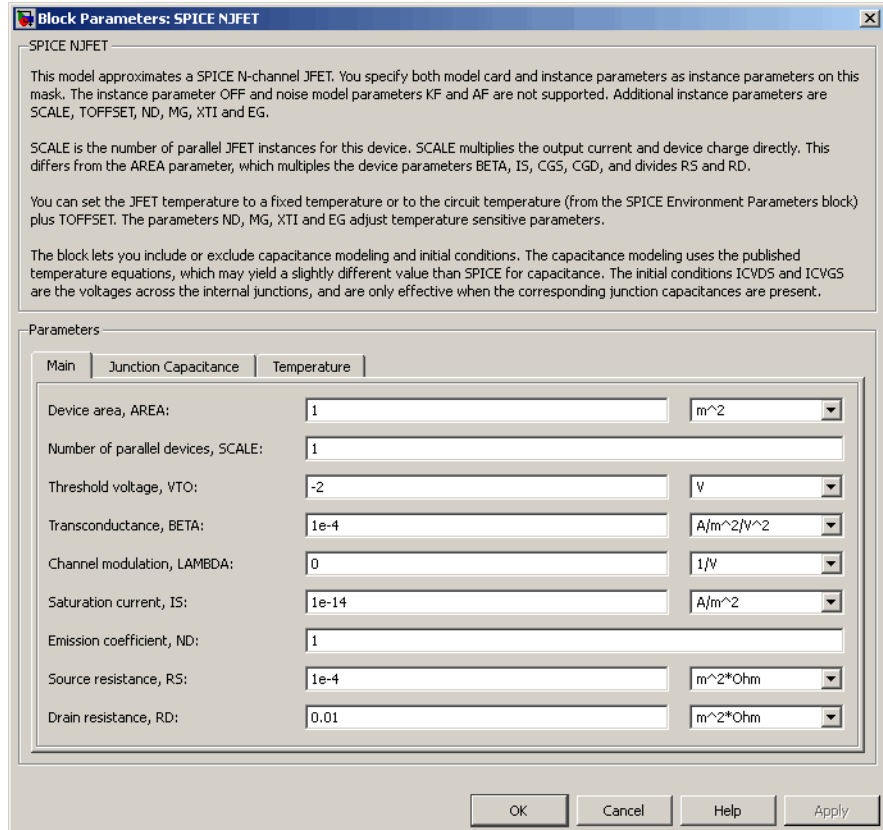 Block Parameters: SPICE NJFET
SPICE NJFET
This model approximates a SPICE N-channel JFET. You specify both model card and instance parameters as instance parameters on this
mask. The instance parameter OFF and noise model parameters KF and AF are not supported. Additional instance parameters are
SCALE, TOFFSET, ND, MG, XTI and EG.
SCALE is the number of parallel JFET instances for this device. SCALE multiplies the output current and device charge directly. This
differs from the AREA parameter, which multiples the device parameters BETA, IS, CGS, CGD, and divides RS and RD.
You can set the JFET temperature to a fixed temperature or to the circuit temperature (from the SPICE Environment Parameters block)
plus TOFFSET. The parameters ND, MG, XTI and EG adjust temperature sensitive parameters.
The block lets you include or exclude capacitance modeling and initial conditions. The capacitance modeling uses the published
temperature equations, which may yield a slightly different value than SPICE for capacitance. The initial conditions ICVDS and ICVGS
are the voltages across the internal junctions, and are only effective when the corresponding junction capacitances are present.
Parameters
Main Junction Capacitance Temperature
Device area, AREA: 1 m^2
Number of parallel devices, SCALE: 1
Threshold voltage, VTO: -2 V
Transconductance, BETA: 1e-4 A/m^2/V^2
Channel modulation, LAMBDA: 0 1/V
Saturation current, IS: 1e-14 A/m^2
Emission coefficient, ND: 1
Source resistance, RS: 1e-4 m^2*Ohm
Drain resistance, RD: 0.01 m^2*Ohm
OK Cancel Help Apply